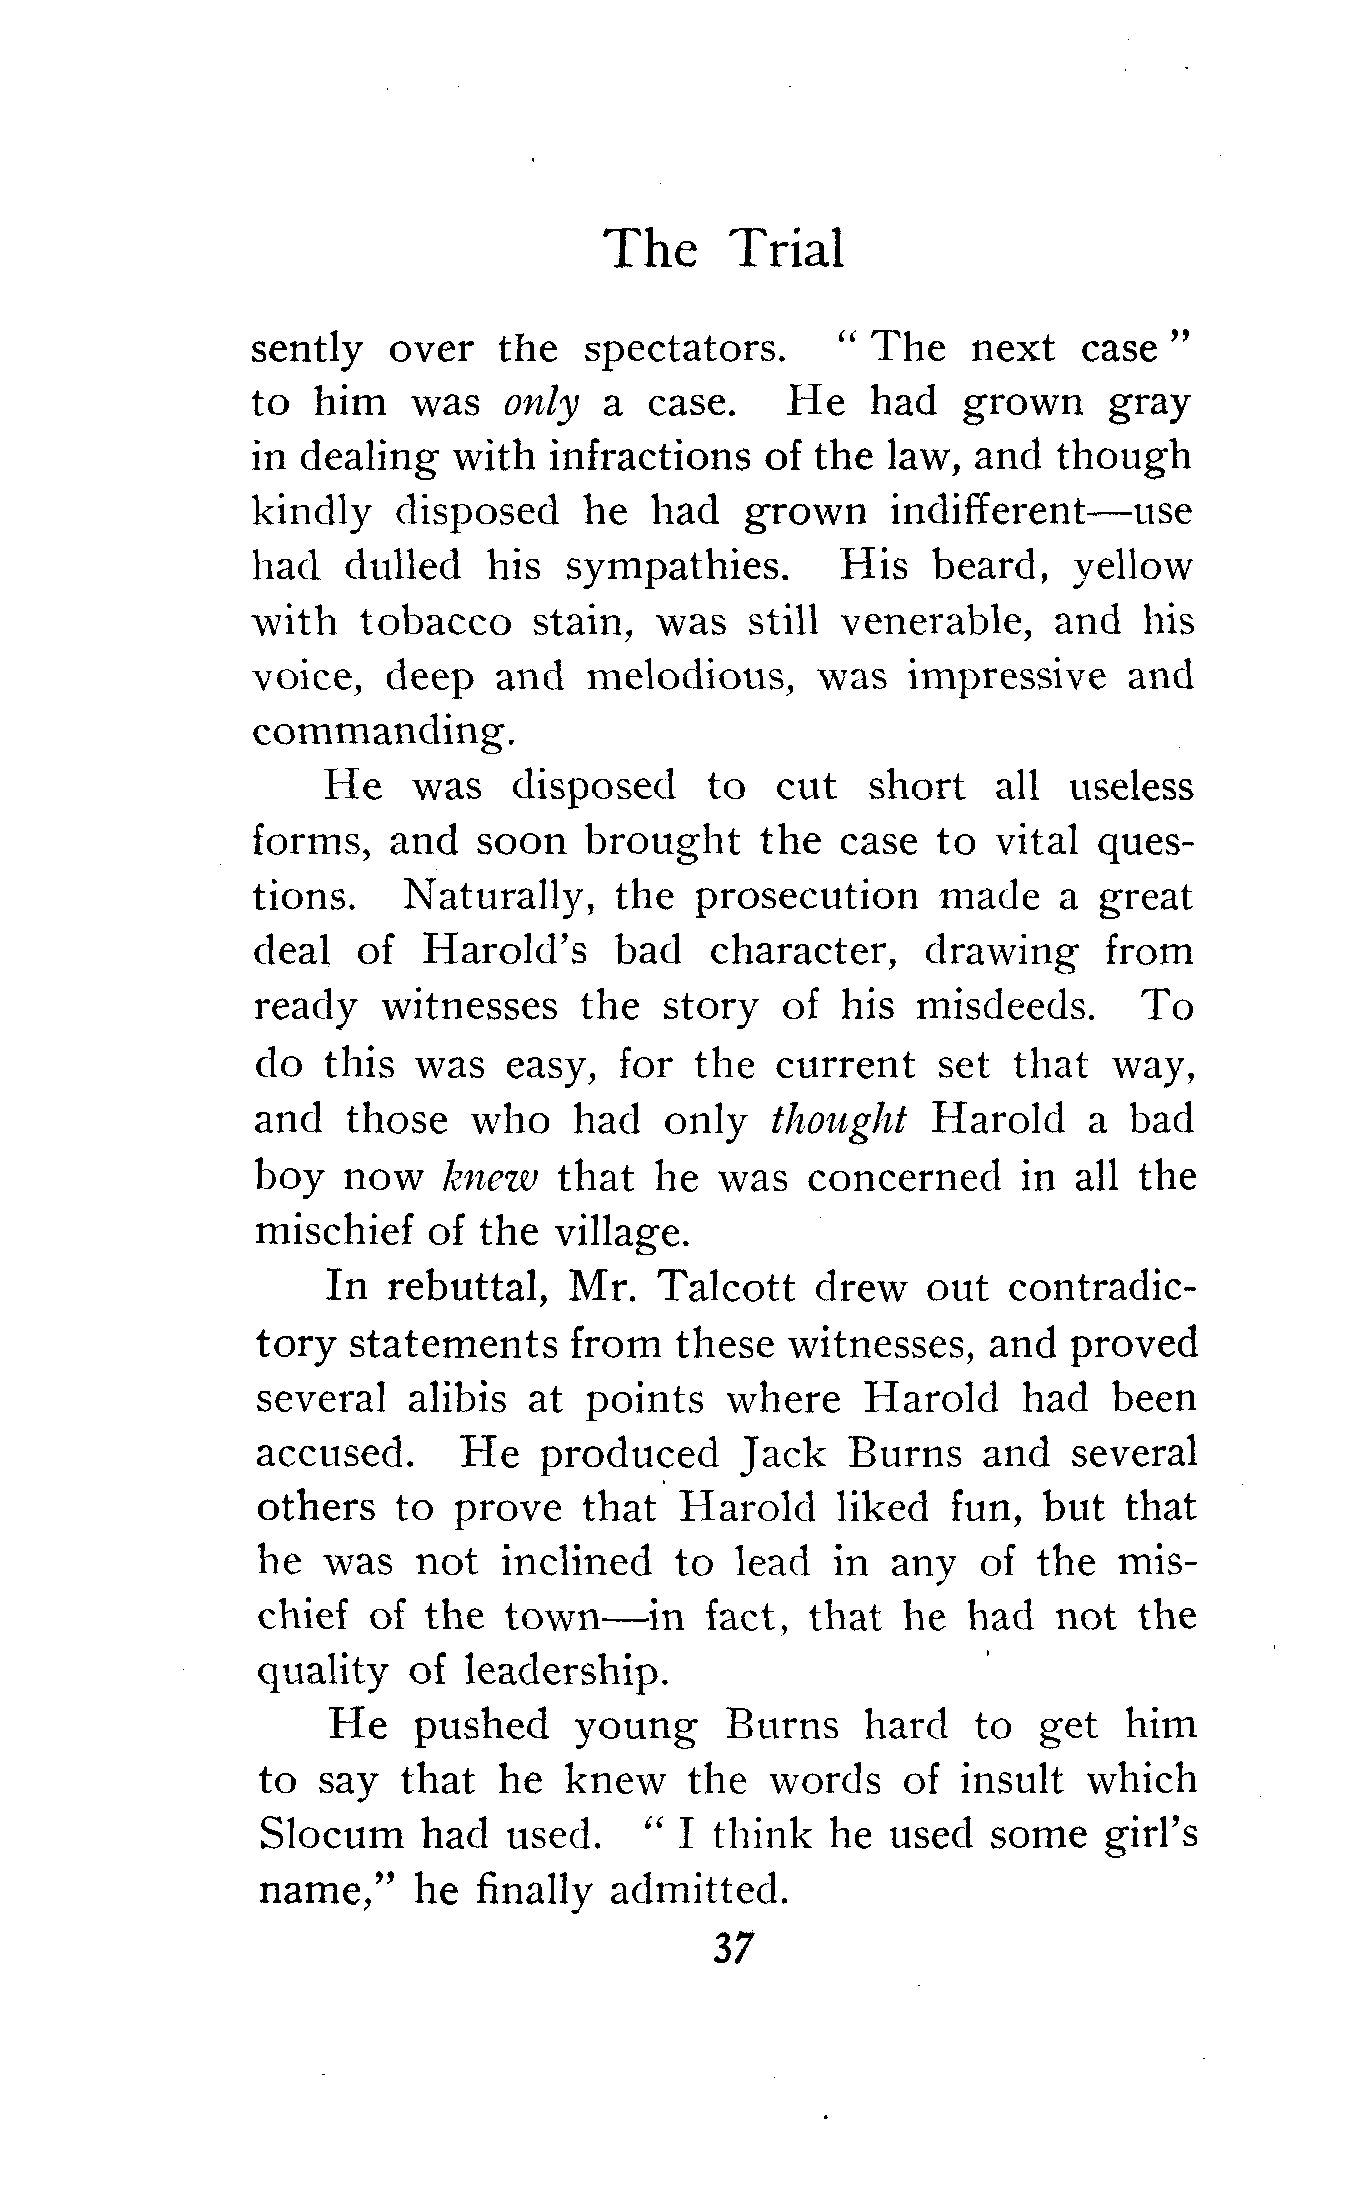 The Trial
sently over the spectators. “ The next case ”
to him was only a case. He had grown gray
in dealing with infractions of the law, and though
kindly disposed he had grown indifferent—use
had dulled his sympathies. His beard, yellow
with tobacco stain, was still venerable, and his
voice, deep and melodious, was impressive and
commanding.
He was disposed to cut short all useless
forms, and soon brought the case to vital ques-
tions. Naturally, the prosecution made a great
deal of Harold’s bad character, drawing from
ready witnesses the story of his misdeeds. To
do this was easy, for the current set that way,
and those who had only thought Harold a bad
boy now knew that he was concerned in all the
mischief of the village.
In rebuttal, Mr. Talcott drew out contradic-
tory statements from these witnesses, and proved
several alibis at points where Harold had been
accused. He produced Jack Burns and several
others to prove that Harold liked fun, but that
he was not inclined to lead in any of the mis-
chief of the town—in fact, that he had not the
quality of leadership.
He pushed young Burns hard to get him
to say that he knew the words of insult which
Slocum had used. “ I think he used some girl’s
name,” he finally admitted.
37